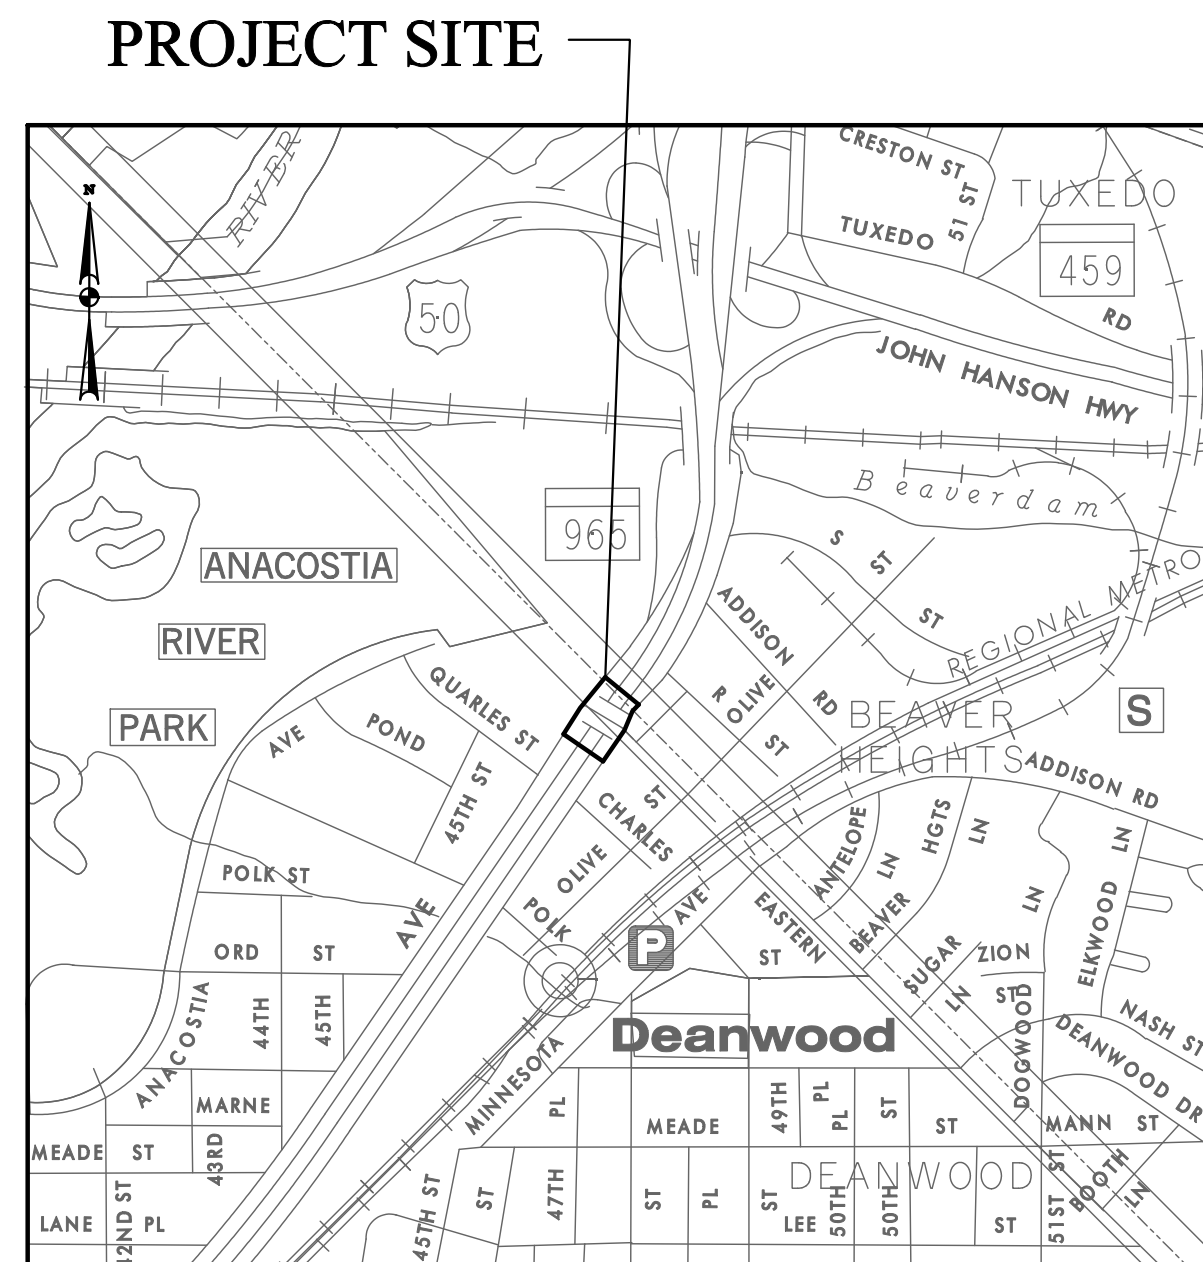 PROJECT SITE
N
RIVER
CRESTON ST
51 ST
TUXEDO
TUXEDO
459
RD
50
JOHN HANSON HWY
Beaverdam
965
S ST
ST
ANACOSTIA
RIVER
PARK
REGIONAL METRO
ADDISON
RD
R
OLIVE
ST
BEAVER
HEIGHTS
S
ADDISON RD
QUARLES ST
POND
AVE
45TH ST
ST
CHARLES
OLIVE
POLK
POLK ST
AVE
ANTELOPE
LN
HGTS
LN
LN
LN
ELKWOOD
BEAVER
SUGAR
LN
ZION
ST
EASTERN
AVE
P
ST
ORD ST
ANACOSTIA
44TH
45TH
Deanwood
DOGWOOD
NASH ST
DEANWOOD DR
MINNESOTA
MARNE
PL
MEADE
49TH
PL
PL
ST
ST
MANN ST
MEADE ST
43RD
DEANWOOD
45TH ST
ST
47TH
ST
PL
ST
LEE
50TH
50TH
ST
51ST ST
BOOTH
LN
LANE
42ND ST
PL